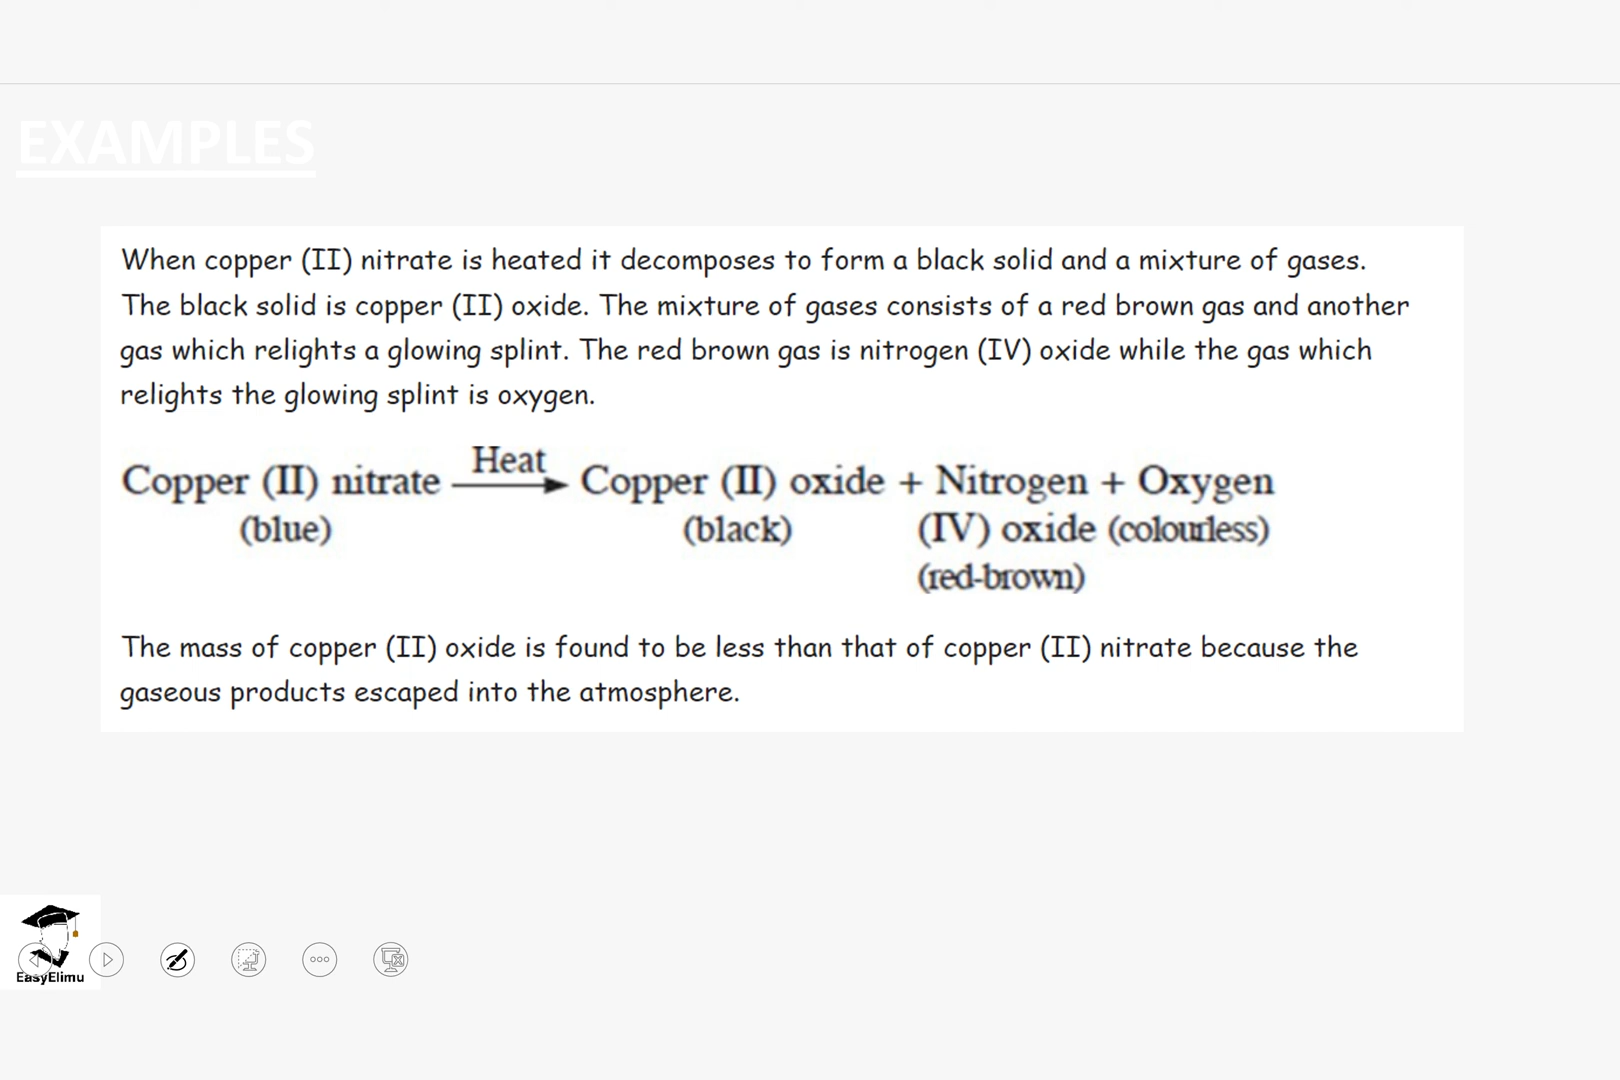 EXAMPLES
When copper (II) nitrate is heated it decomposes to form a black solid and a mixture of gases.
The black solid is copper (II) oxide. The mixture of gases consists of a red brown gas and another
gas which relights a glowing splint. The red brown gas is nitrogen (IV) oxide while the gas which
relights the glowing splint is oxygen.
Heat
Copper (II) nitrate ⟶ Copper (II) oxide + Nitrogen + Oxygen
(blue) (black) (IV) oxide (colourless)
(red-brown)
The mass of copper (II) oxide is found to be less than that of copper (II) nitrate because the
gaseous products escaped into the atmosphere.
EasyElimu